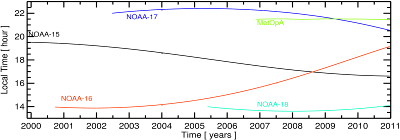 22
20
18
16
14
Local Time [ hour ]
NOAA-17
MetOpA
NOAA-15
NOAA-16
NOAA-18
2000 2001 2002 2003 2004 2005 2006 2007 2008 2009 2010 2011
Time [ years ]